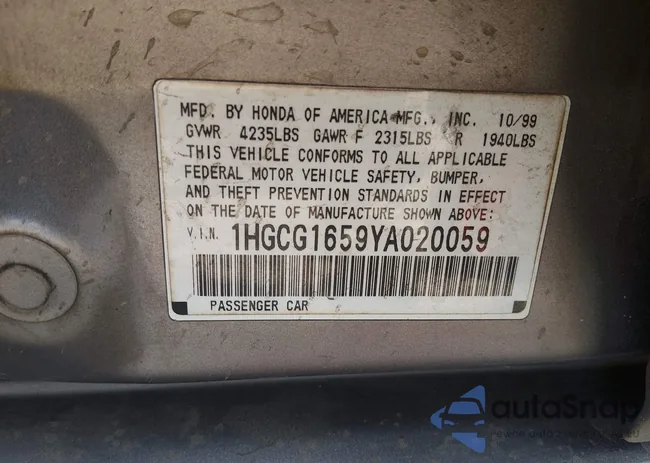 MFD. BY HONDA OF AMERICA MFG., INC. 10/99
GVWR 4235LBS GAWR F 2315LBS R 1940LBS
THIS VEHICLE CONFORMS TO ALL APPLICABLE
FEDERAL MOTOR VEHICLE SAFETY, BUMPER,
AND THEFT PREVENTION STANDARDS IN EFFECT
ON THE DATE OF MANUFACTURE SHOWN ABOVE:
V.I.N. 1HGCG1659YA020059
PASSENGER CAR
autoSnap